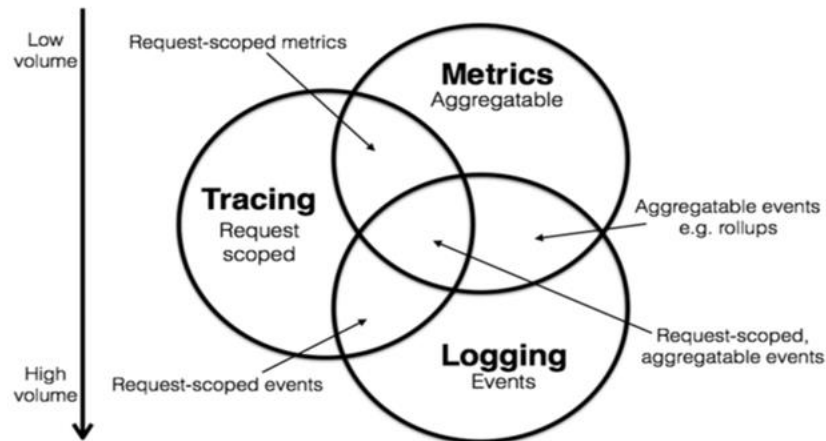 Low
volume
Request-scoped metrics
Metrics
Aggregatable
Tracing
Request
scoped
Aggregatable events
e.g. rollups
Request-scoped,
aggregatable events
Logging
Events
Request-scoped events
High
volume